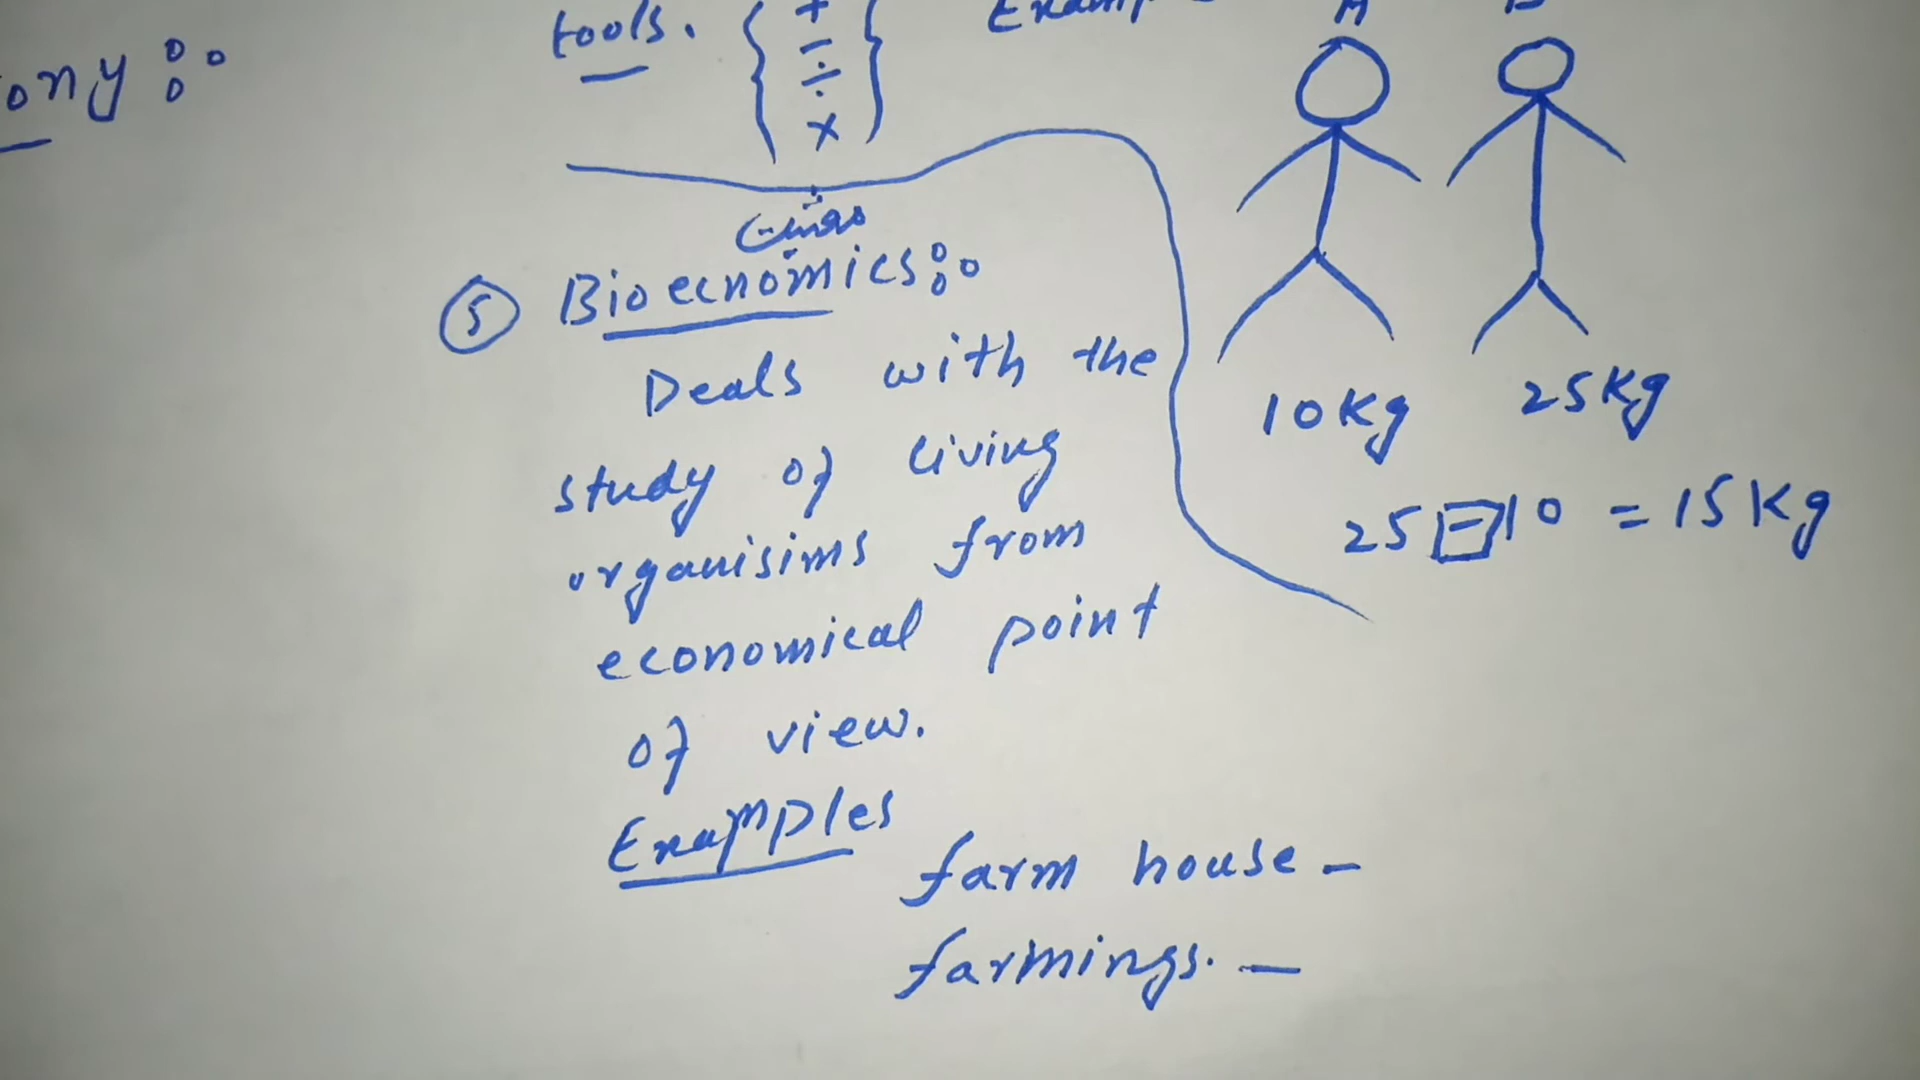 ony :
tools. { + - ÷ × }
A
10kg 25kg
25 - 10 = 15kg
5 Bioecnomics:
Deals with the
study of living
organisims from
economical point
of view.
Examples
farm house -
farmings. -